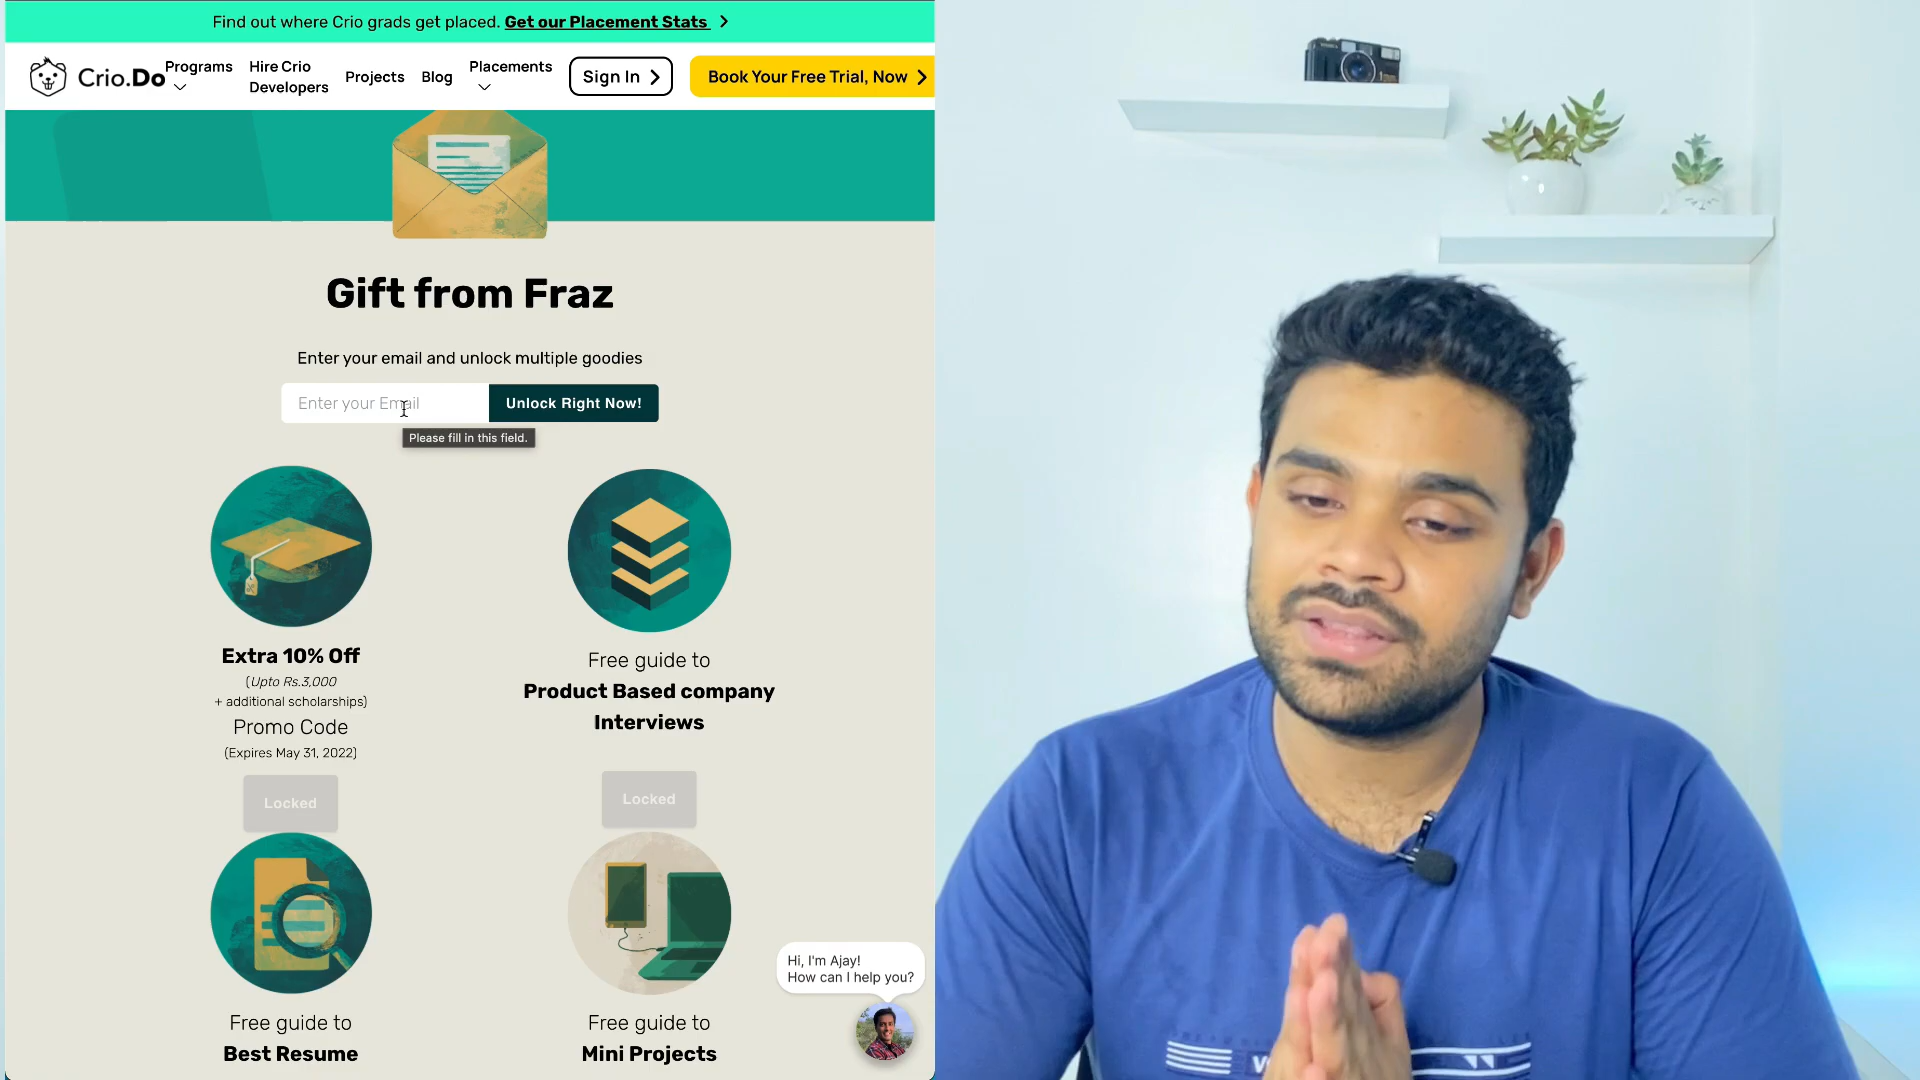 Find out where Crio grads get placed. Get our Placement Stats
Crio.Do
Programs
Hire Crio
Developers
Projects
Blog
Placements
Sign In
Book Your Free Trial, Now
Gift from Fraz
Enter your email and unlock multiple goodies
Enter your Email
Unlock Right Now!
Please fill in this field.
Extra 10% Off
(Upto Rs.3,000
+ additional scholarships)
Promo Code
(Expires May 31, 2022)
Locked
Free guide to
Product Based company
Interviews
Locked
Free guide to
Best Resume
Free guide to
Mini Projects
Hi, I'm Ajay!
How can I help you?